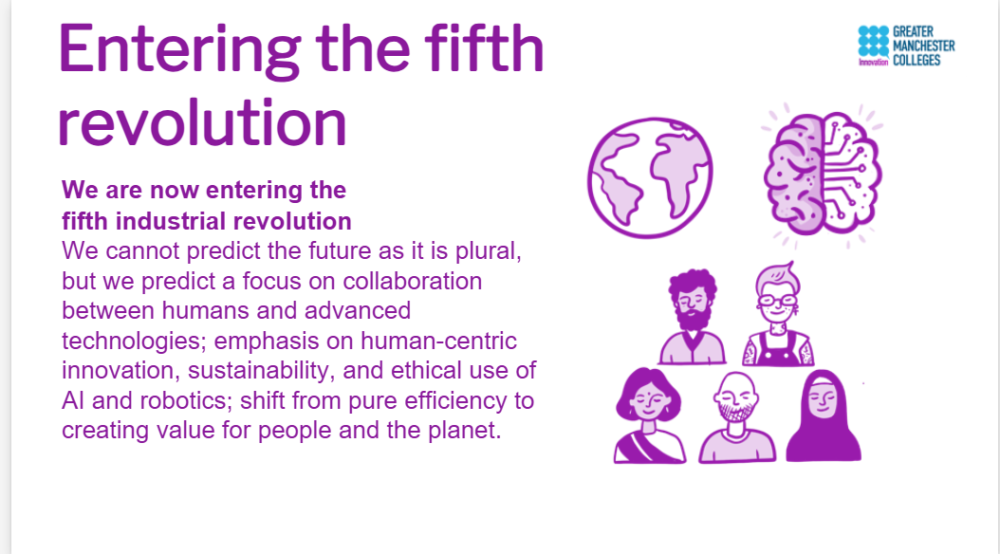 Entering the fifth
revolution
GREATER
MANCHESTER
COLLEGES
Innovation
We are now entering the
fifth industrial revolution
We cannot predict the future as it is plural,
but we predict a focus on collaboration
between humans and advanced
technologies; emphasis on human-centric
innovation, sustainability, and ethical use of
AI and robotics; shift from pure efficiency to
creating value for people and the planet.